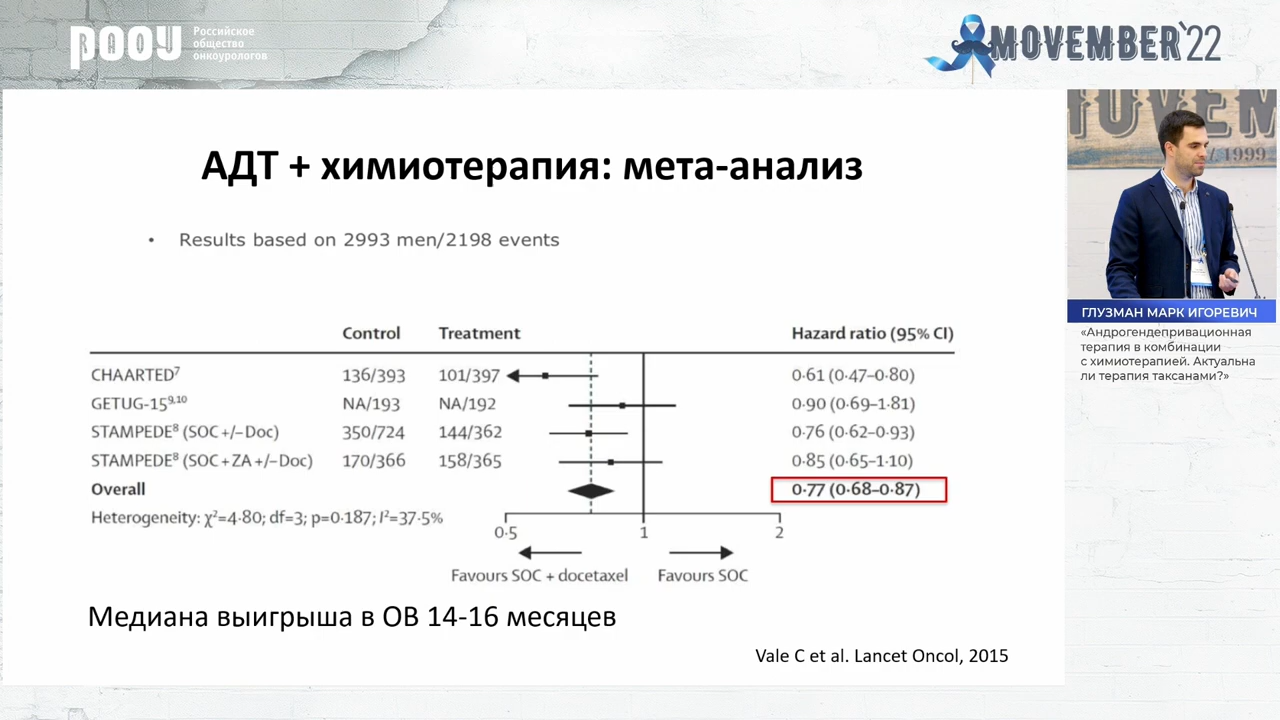 РООУ
Российское
общество
онкоурологов
MOVEMBER'22
АДТ + химиотерапия: мета-анализ
• Results based on 2993 men/2198 events
Control Treatment Hazard ratio (95% CI)
CHAARTED7 136/393 101/397 0·61 (0·47–0·80)
GETUG-159,10 NA/193 NA/192 0·90 (0·69–1·81)
STAMPEDE8 (SOC +/– Doc) 350/724 144/362 0·76 (0·62–0·93)
STAMPEDE8 (SOC + ZA +/– Doc) 170/366 158/365 0·85 (0·65–1·10)
Overall 0·77 (0·68–0·87)
Heterogeneity: χ2=4·80; df=3; p=0·187; I2=37·5%
0·5 1 2
Favours SOC + docetaxel Favours SOC
Медиана выигрыша в ОВ 14-16 месяцев
Vale C et al. Lancet Oncol, 2015
1999
ГЛУЗМАН МАРК ИГОРЕВИЧ
«Андрогендепривационная
терапия в комбинации
с химиотерапией. Актуальна
ли терапия таксанами?»